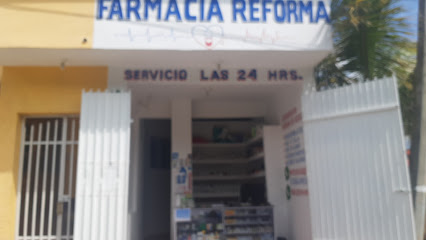 FARMACIA REFORMA
SERVICIO LAS 24 HRS.